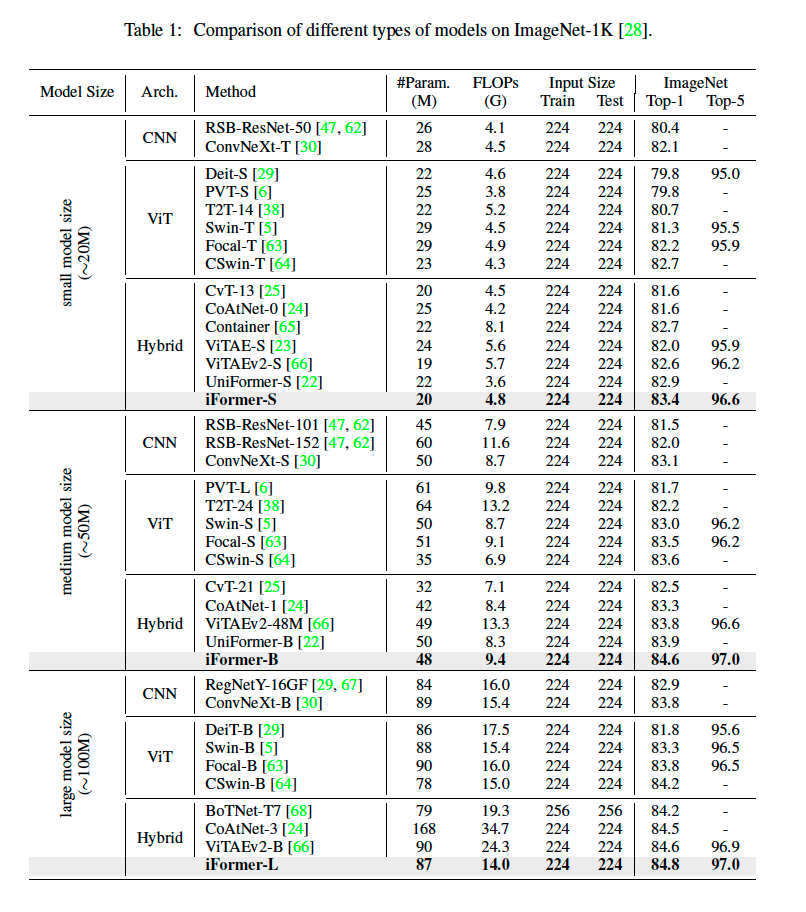 Table 1: Comparison of different types of models on ImageNet-1K [28].
Model Size Arch. Method #Param. (M) FLOPs (G) Input Size Train Test ImageNet Top-1 Top-5
small model size (~20M)
CNN
RSB-ResNet-50 [47, 62] 26 4.1 224 224 80.4 -
ConvNeXt-T [30] 28 4.5 224 224 82.1 -
ViT
Deit-S [29] 22 4.6 224 224 79.8 95.0
PVT-S [6] 25 3.8 224 224 79.8 -
T2T-14 [38] 22 5.2 224 224 80.7 -
Swin-T [5] 29 4.5 224 224 81.3 95.5
Focal-T [63] 29 4.9 224 224 82.2 95.9
CSwin-T [64] 23 4.3 224 224 82.7 -
Hybrid
CvT-13 [25] 20 4.5 224 224 81.6 -
CoAtNet-0 [24] 25 4.2 224 224 81.6 -
Container [65] 22 8.1 224 224 82.7 -
ViTAE-S [23] 24 5.6 224 224 82.0 95.9
ViTAEv2-S [66] 19 5.7 224 224 82.6 96.2
UniFormer-S [22] 22 3.6 224 224 82.9 -
iFormer-S 20 4.8 224 224 83.4 96.6
medium model size (~50M)
CNN
RSB-ResNet-101 [47, 62] 45 7.9 224 224 81.5 -
RSB-ResNet-152 [47, 62] 60 11.6 224 224 82.0 -
ConvNeXt-S [30] 50 8.7 224 224 83.1 -
ViT
PVT-L [6] 61 9.8 224 224 81.7 -
T2T-24 [38] 64 13.2 224 224 82.2 -
Swin-S [5] 50 8.7 224 224 83.0 96.2
Focal-S [63] 51 9.1 224 224 83.5 96.2
CSwin-S [64] 35 6.9 224 224 83.6 -
Hybrid
CvT-21 [25] 32 7.1 224 224 82.5 -
CoAtNet-1 [24] 42 8.4 224 224 83.3 -
ViTAEv2-48M [66] 49 13.3 224 224 83.8 96.6
UniFormer-B [22] 50 8.3 224 224 83.9 -
iFormer-B 48 9.4 224 224 84.6 97.0
large model size (~100M)
CNN
RegNetY-16GF [29, 67] 84 16.0 224 224 82.9 -
ConvNeXt-B [30] 89 15.4 224 224 83.8 -
ViT
DeiT-B [29] 86 17.5 224 224 81.8 95.6
Swin-B [5] 88 15.4 224 224 83.3 96.5
Focal-B [63] 90 16.0 224 224 83.8 96.5
CSwin-B [64] 78 15.0 224 224 84.2 -
Hybrid
BoTNet-T7 [68] 79 19.3 256 256 84.2 -
CoAtNet-3 [24] 168 34.7 224 224 84.5 -
ViTAEv2-B [66] 90 24.3 224 224 84.6 96.9
iFormer-L 87 14.0 224 224 84.8 97.0